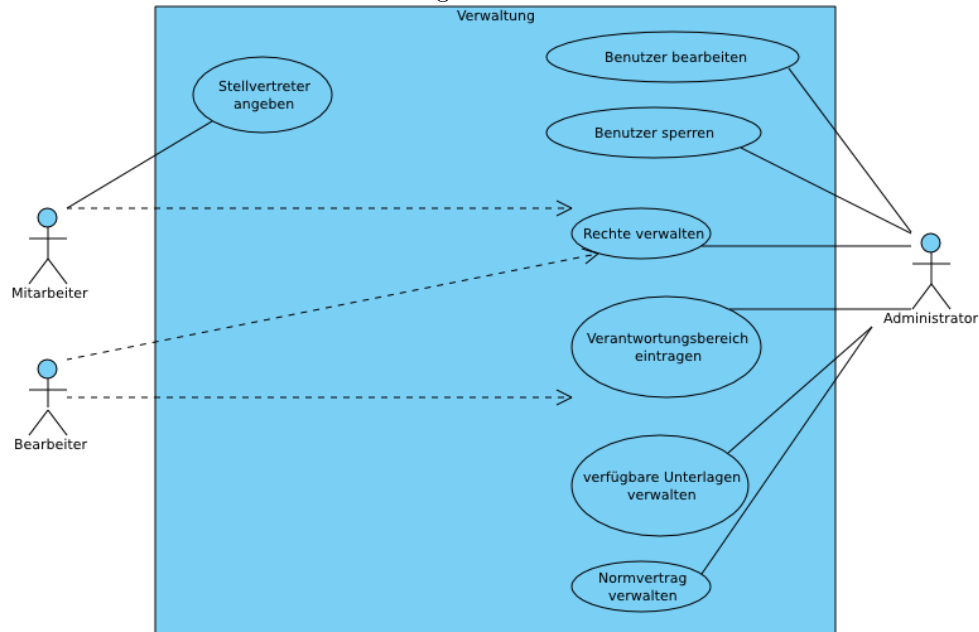 Verwaltung
Benutzer bearbeiten
Stellvertreter
angeben
Benutzer sperren
Rechte verwalten
Mitarbeiter
Administrator
Verantwortungsbereich
eintragen
Bearbeiter
verfügbare Unterlagen
verwalten
Normvertrag
verwalten